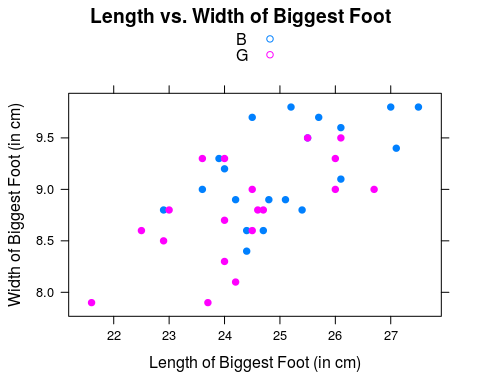 Length vs. Width of Biggest Foot
B
G
Width of Biggest Foot (in cm)
9.5
9.0
8.5
8.0
22 23 24 25 26 27
Length of Biggest Foot (in cm)